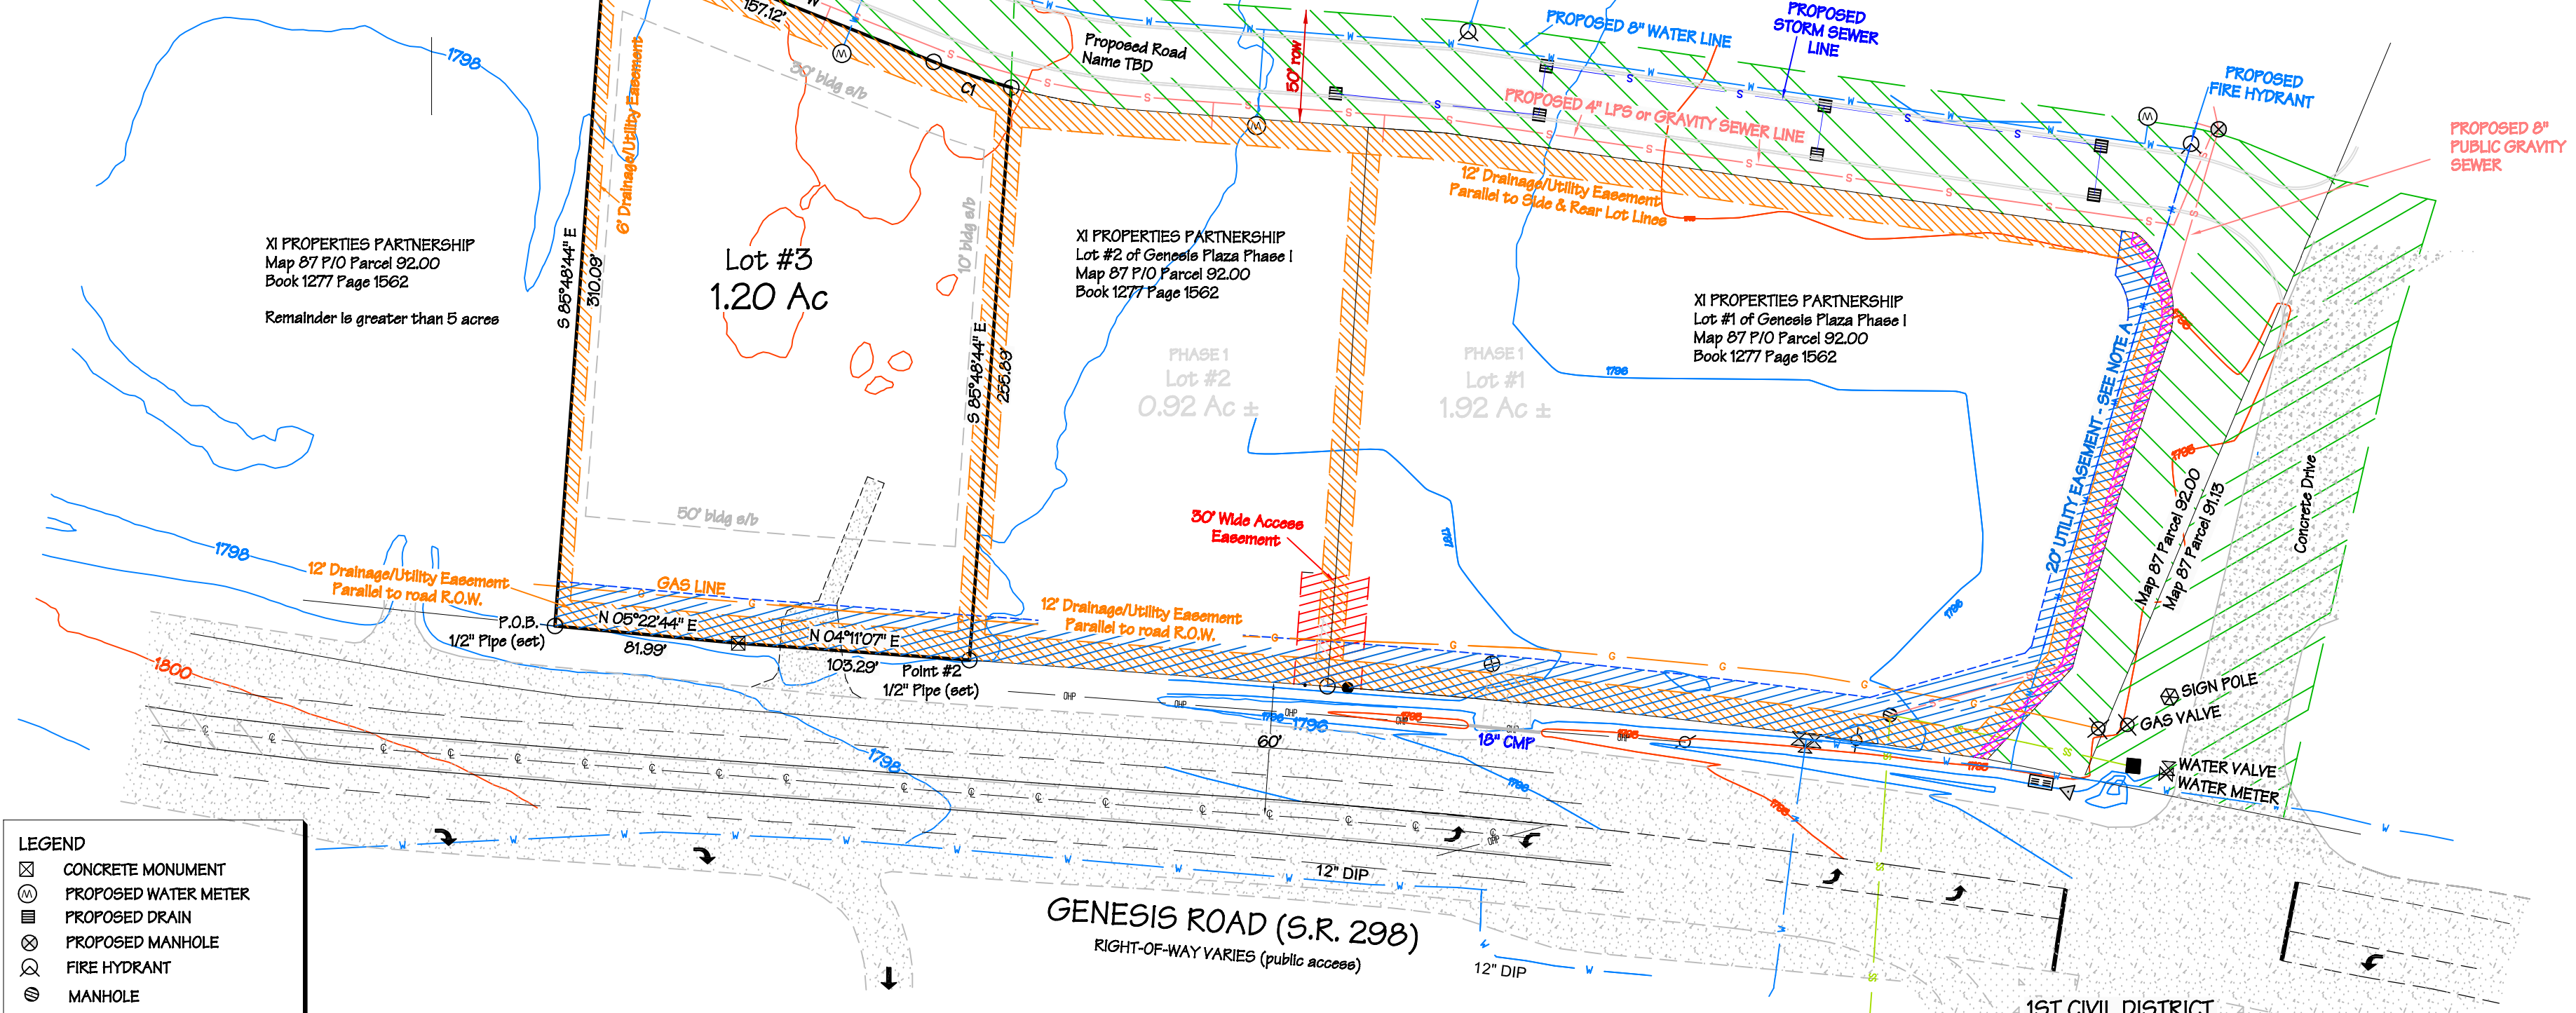 157.12'
W
1798
30' bldg s/b
C1
Proposed Road
Name TBD
50' row
PROPOSED 8" WATER LINE
PROPOSED
STORM SEWER
LINE
PROPOSED
FIRE HYDRANT
PROPOSED 8"
PUBLIC GRAVITY
SEWER
PROPOSED 4" LPS or GRAVITY SEWER LINE
12' Drainage/Utility Easement
Parallel to Side & Rear Lot Lines
6' Drainage/Utility Easement
XI PROPERTIES PARTNERSHIP
Map 87 P/O Parcel 92.00
Book 1277 Page 1562
Remainder is greater than 5 acres
S 85°48'44" E
310.09'
Lot #3
1.20 Ac
10' bldg s/b
S 85°48'44" E
255.89'
XI PROPERTIES PARTNERSHIP
Lot #2 of Genesis Plaza Phase I
Map 87 P/O Parcel 92.00
Book 1277 Page 1562
PHASE 1
Lot #2
0.92 Ac ±
PHASE 1
Lot #1
1.92 Ac ±
XI PROPERTIES PARTNERSHIP
Lot #1 of Genesis Plaza Phase I
Map 87 P/O Parcel 92.00
Book 1277 Page 1562
1796
1797
1796
20' UTILITY EASEMENT - SEE NOTE A
1795
Map 87 Parcel 92.00
Map 87 Parcel 91.13
Concrete Drive
50' bldg s/b
30' Wide Access
Easement
1798
12' Drainage/Utility Easement
Parallel to road R.O.W.
GAS LINE
12' Drainage/Utility Easement
Parallel to road R.O.W.
P.O.B.
1/2" Pipe (set)
N 05°22'44" E
81.99'
N 04°11'07" E
103.29'
Point #2
1/2" Pipe (set)
1800
1798
60'
1796
18" CMP
1795
1796
1795
SIGN POLE
GAS VALVE
WATER VALVE
WATER METER
12" DIP
GENESIS ROAD (S.R. 298)
RIGHT-OF-WAY VARIES (public access)
12" DIP
1ST CIVIL DISTRICT
LEGEND
CONCRETE MONUMENT
PROPOSED WATER METER
PROPOSED DRAIN
PROPOSED MANHOLE
FIRE HYDRANT
MANHOLE